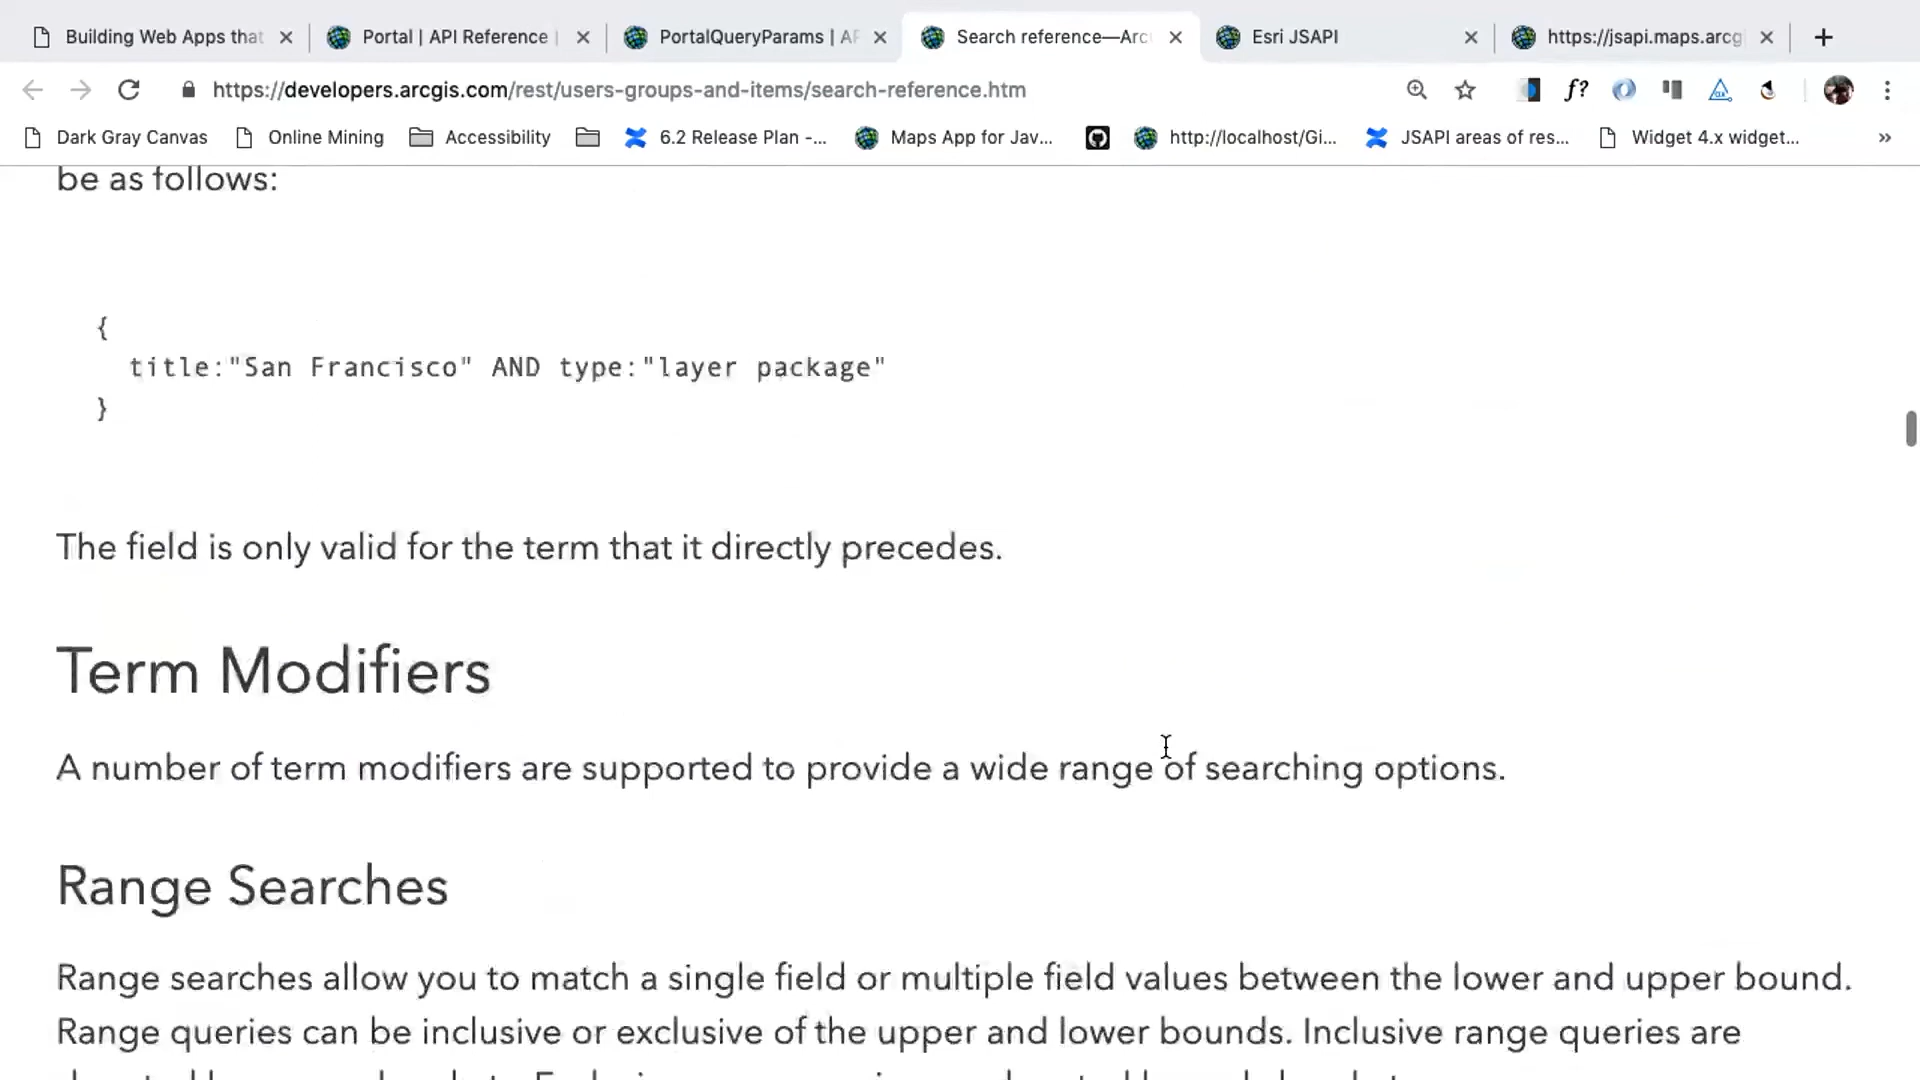 Building Web Apps that
Portal | API Reference |
PortalQueryParams | AP
Search reference—Arc
Esri JSAPI
https://jsapi.maps.arcg
https://developers.arcgis.com/rest/users-groups-and-items/search-reference.htm
f?
Dark Gray Canvas
Online Mining
Accessibility
6.2 Release Plan -...
Maps App for Jav...
http://localhost/Gi...
JSAPI areas of res...
Widget 4.x widget...
»
be as follows:
{
title:"San Francisco" AND type:"layer package"
}
The field is only valid for the term that it directly precedes.
Term Modifiers
A number of term modifiers are supported to provide a wide range of searching options.
Range Searches
Range searches allow you to match a single field or multiple field values between the lower and upper bound.
Range queries can be inclusive or exclusive of the upper and lower bounds. Inclusive range queries are